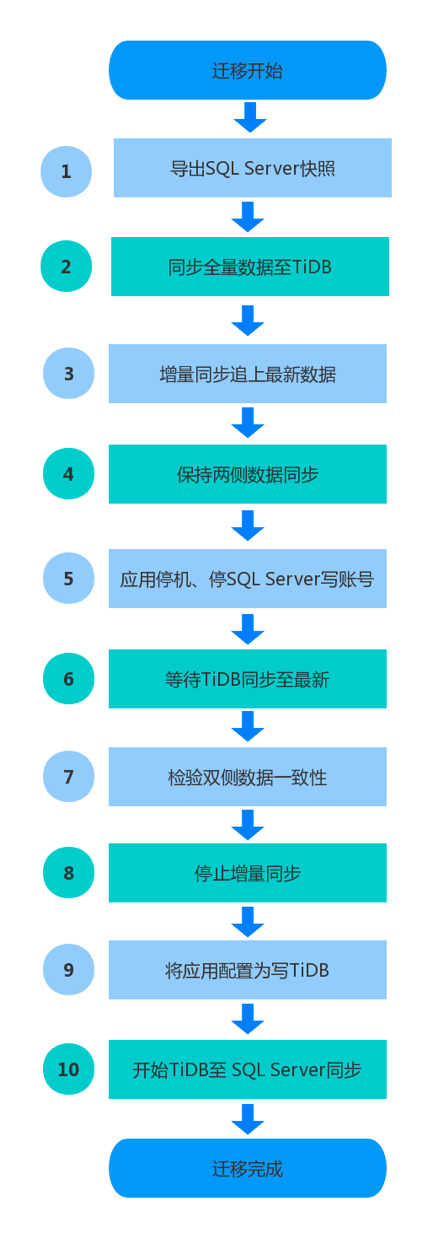 迁移开始
1
导出SQL Server快照
2
同步全量数据至TiDB
3
增量同步追上最新数据
4
保持两侧数据同步
5
应用停机、停SQL Server写账号
6
等待TiDB同步至最新
7
检验双侧数据一致性
8
停止增量同步
9
将应用配置为写TiDB
10
开始TiDB至 SQL Server同步
迁移完成